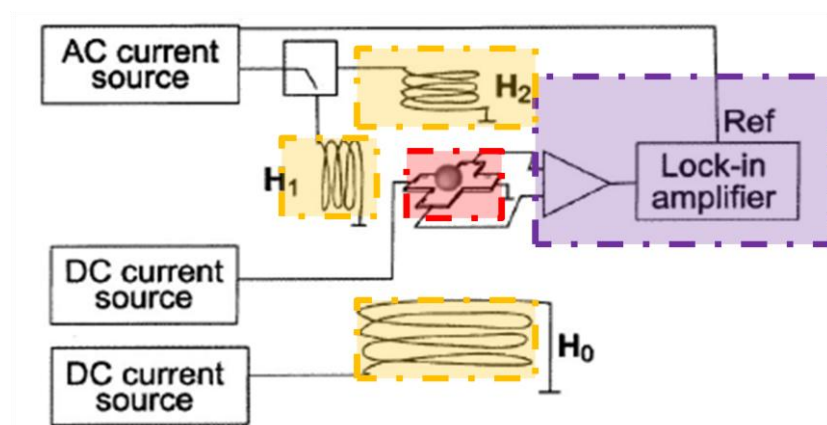 AC current
source
H2
Ref
H1
Lock-in
amplifier
DC current
source
H0
DC current
source